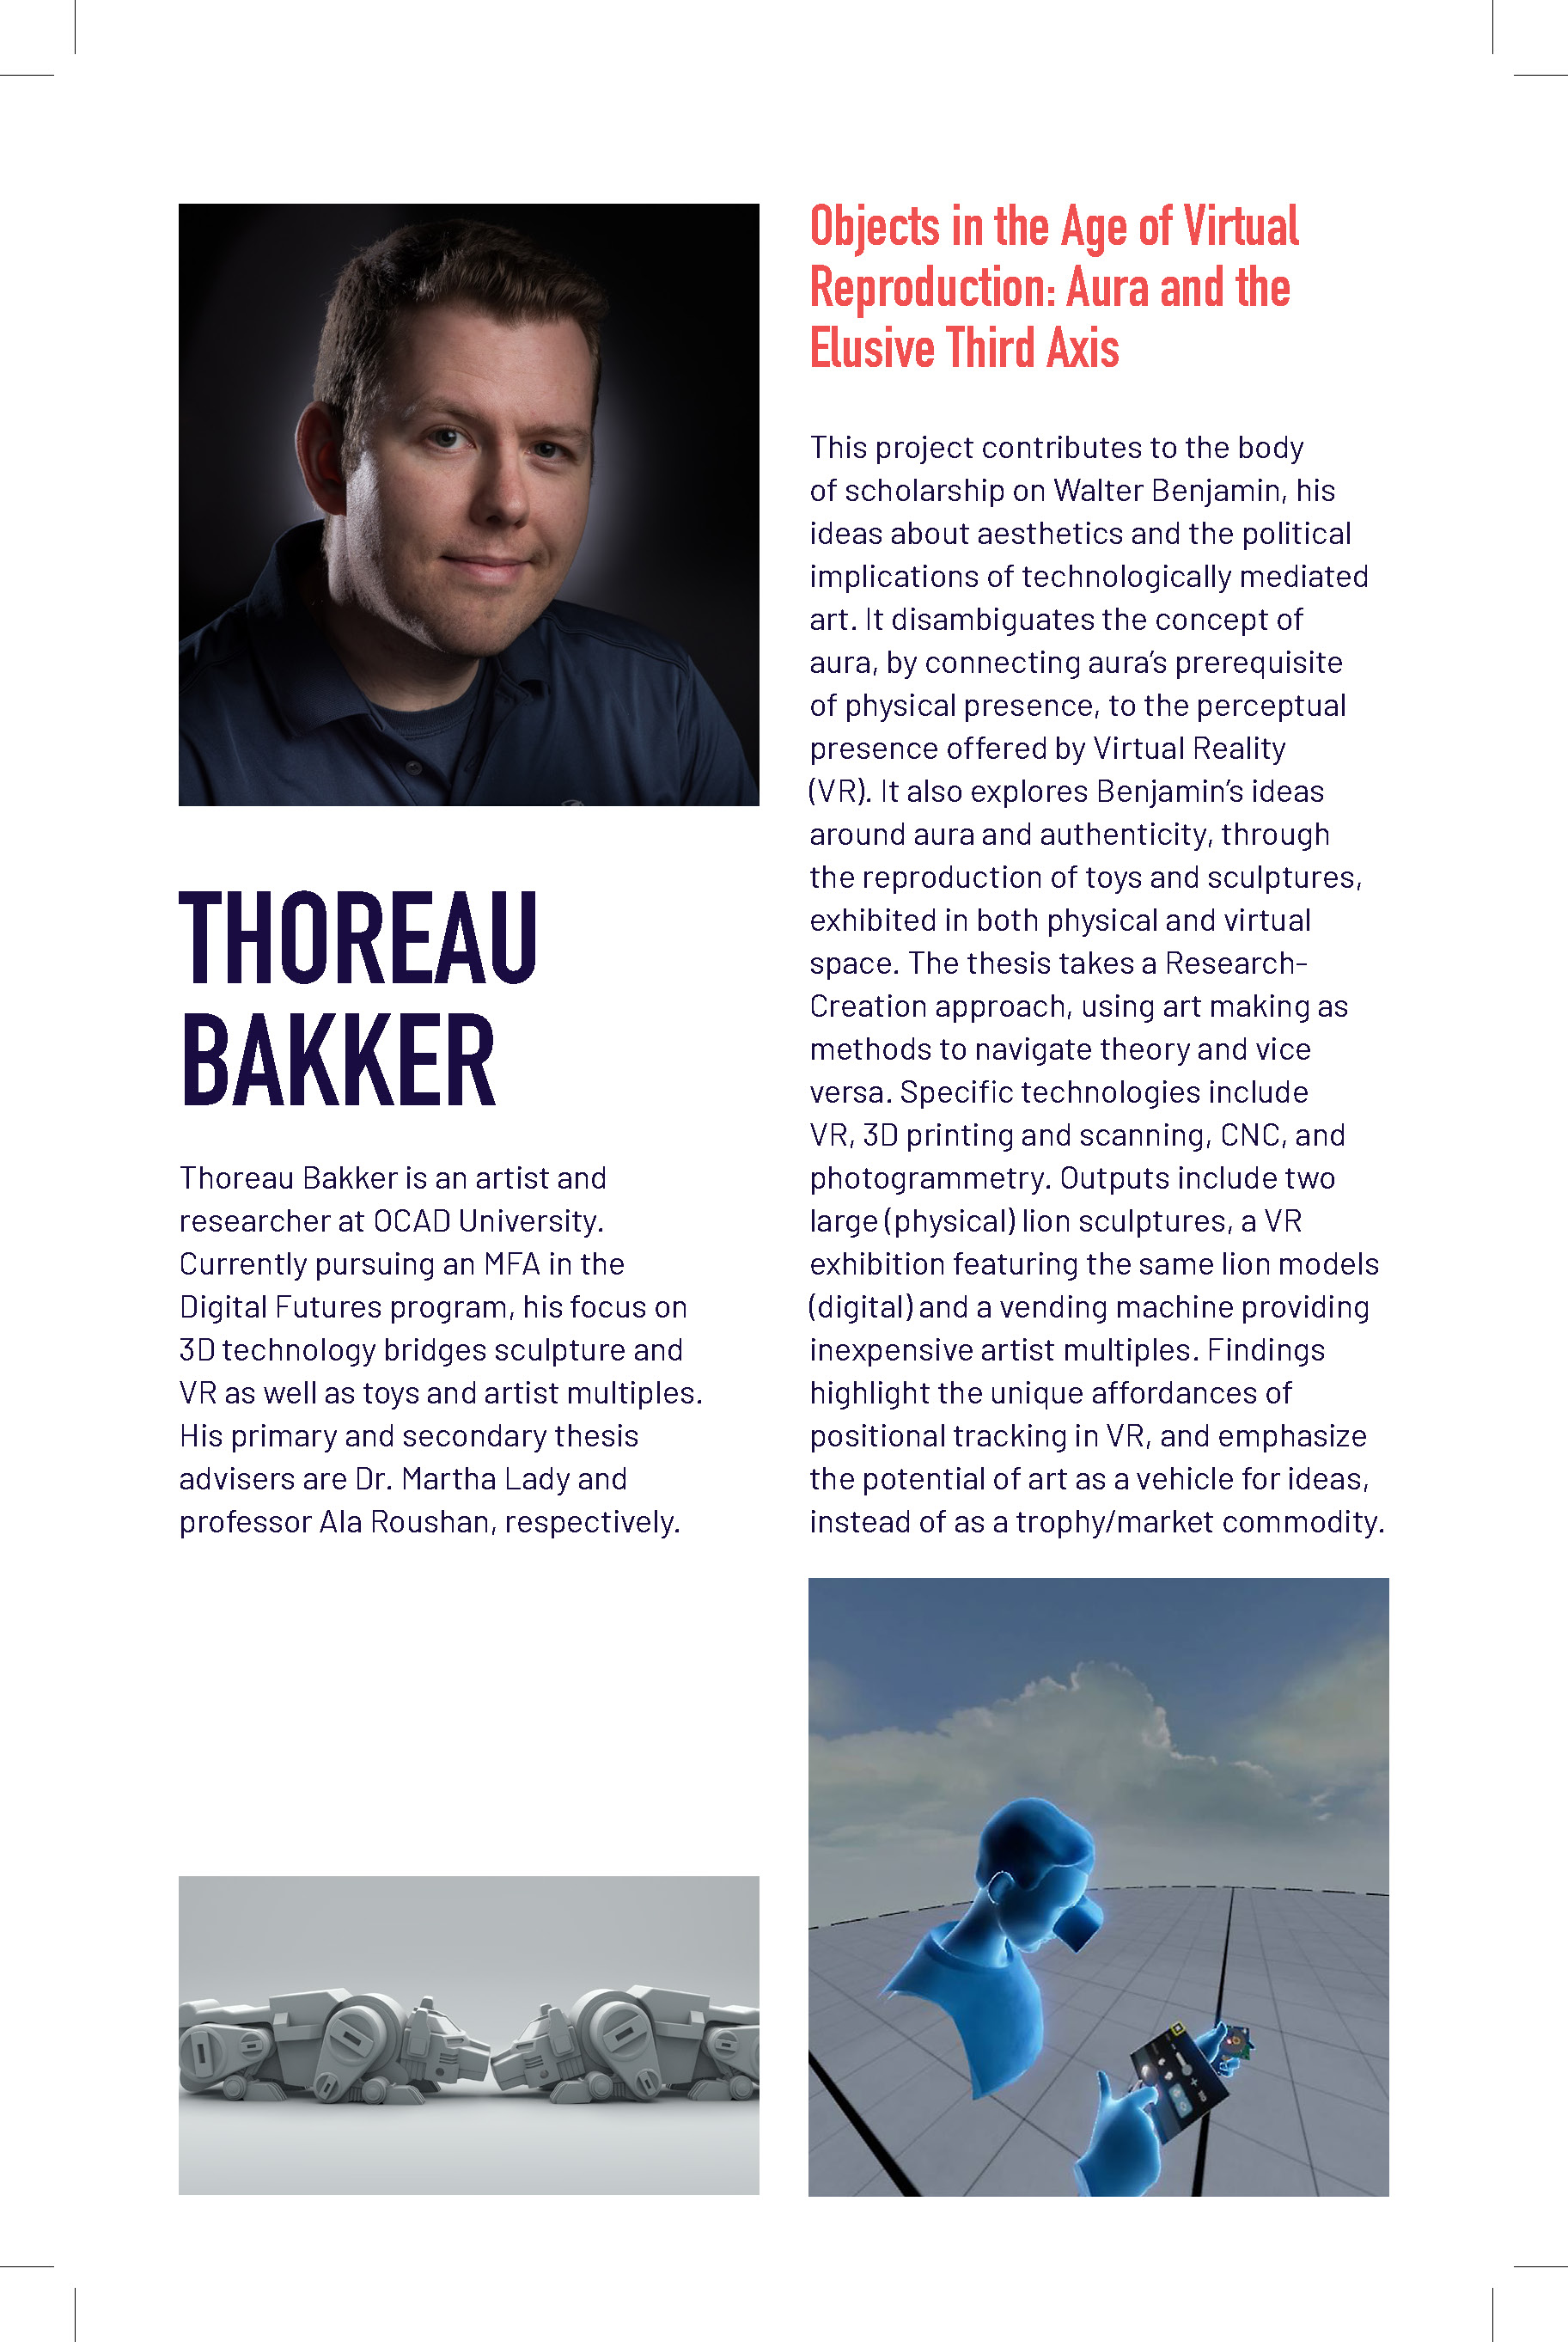 THOREAU
BAKKER
Thoreau Bakker is an artist and
researcher at OCAD University.
Currently pursuing an MFA in the
Digital Futures program, his focus on
3D technology bridges sculpture and
VR as well as toys and artist multiples.
His primary and secondary thesis
advisers are Dr. Martha Lady and
professor Ala Roushan, respectively.
Objects in the Age of Virtual
Reproduction: Aura and the
Elusive Third Axis
This project contributes to the body
of scholarship on Walter Benjamin, his
ideas about aesthetics and the political
implications of technologically mediated
art. It disambiguates the concept of
aura, by connecting aura’s prerequisite
of physical presence, to the perceptual
presence offered by Virtual Reality
(VR). It also explores Benjamin’s ideas
around aura and authenticity, through
the reproduction of toys and sculptures,
exhibited in both physical and virtual
space. The thesis takes a Research-
Creation approach, using art making as
methods to navigate theory and vice
versa. Specific technologies include
VR, 3D printing and scanning, CNC, and
photogrammetry. Outputs include two
large (physical) lion sculptures, a VR
exhibition featuring the same lion models
(digital) and a vending machine providing
inexpensive artist multiples. Findings
highlight the unique affordances of
positional tracking in VR, and emphasize
the potential of art as a vehicle for ideas,
instead of as a trophy/market commodity.